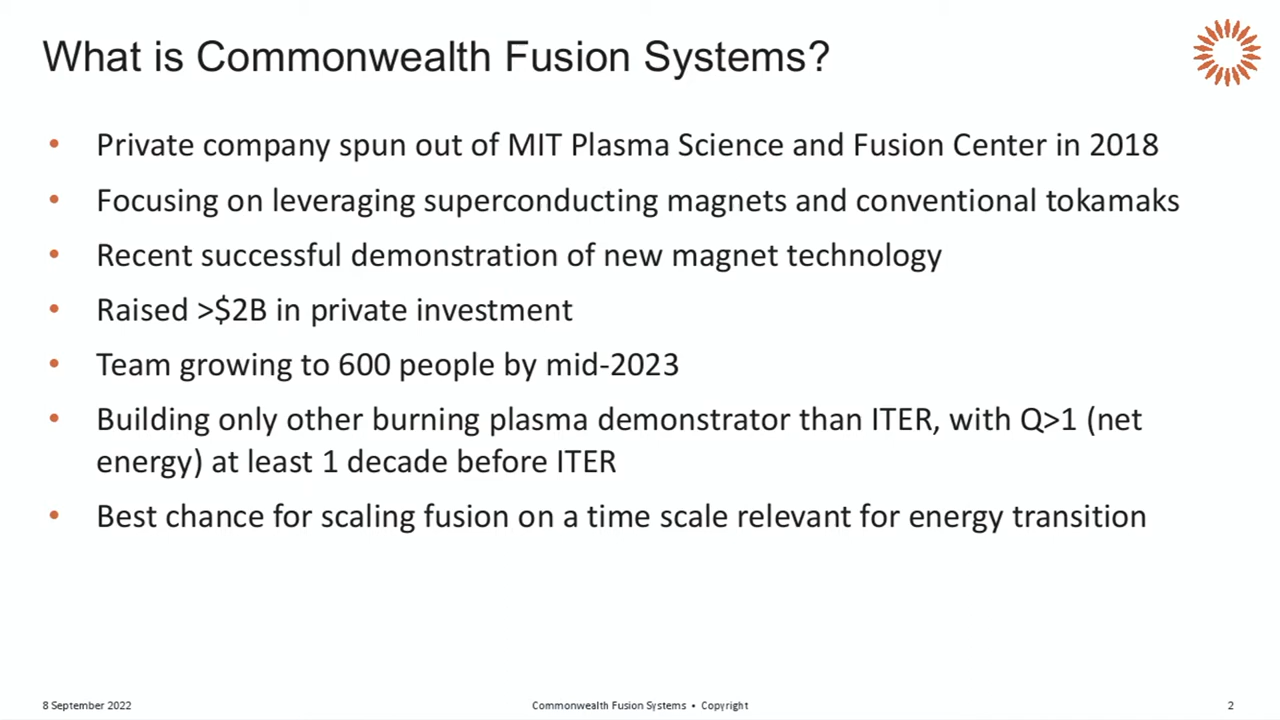 What is Commonwealth Fusion Systems?
• Private company spun out of MIT Plasma Science and Fusion Center in 2018
• Focusing on leveraging superconducting magnets and conventional tokamaks
• Recent successful demonstration of new magnet technology
• Raised >$2B in private investment
• Team growing to 600 people by mid-2023
• Building only other burning plasma demonstrator than ITER, with Q>1 (net
energy) at least 1 decade before ITER
• Best chance for scaling fusion on a time scale relevant for energy transition
8 September 2022
Commonwealth Fusion Systems • Copyright
2